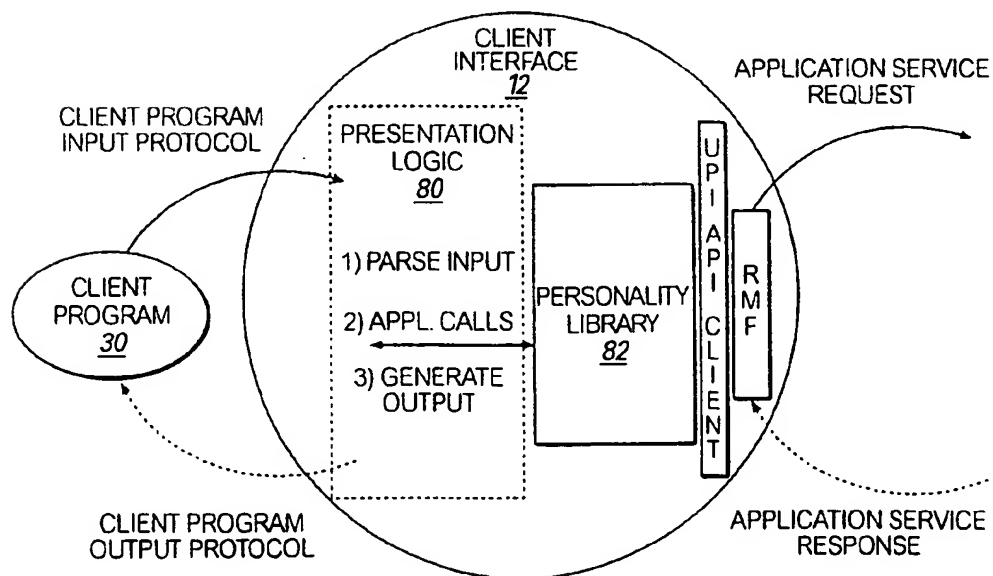 CLIENT
INTERFACE
12
APPLICATION SERVICE
REQUEST
CLIENT PROGRAM
INPUT PROTOCOL
PRESENTATION
LOGIC
80
1) PARSE INPUT
2) APPL. CALLS
3) GENERATE
OUTPUT
CLIENT
PROGRAM
30
PERSONALITY
LIBRARY
82
UPI API CLIENT
RMF
CLIENT PROGRAM
OUTPUT PROTOCOL
APPLICATION SERVICE
RESPONSE